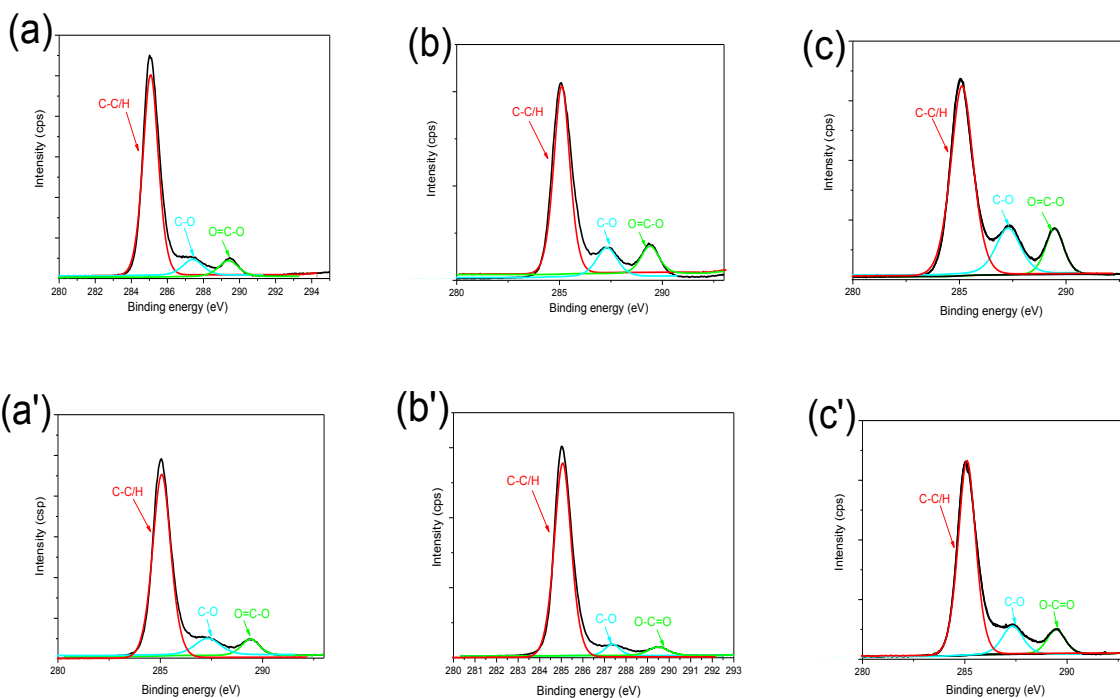 (a)
C-C/H
C-O
O=C-O
Intensity (cps)
280 282 284 286 288 290 292 294
Binding energy (eV)
(b)
C-C/H
C-O
O=C-O
Intensity (cps)
280 285 290
Binding energy (eV)
(c)
C-C/H
C-O
O=C-O
Intensity (cps)
280 285 290
Binding energy (eV)
(a')
C-C/H
C-O
O=C-O
Intensity (csp)
280 285 290
Binding energy (eV)
(b')
C-C/H
C-O
O-C=O
Intensity (cps)
280 281 282 283 284 285 286 287 288 289 290 291 292 293
Binding energy (eV)
(c')
C-C/H
C-O
O-C=O
Intensity (cps)
280 285 290
Binding energy (eV)